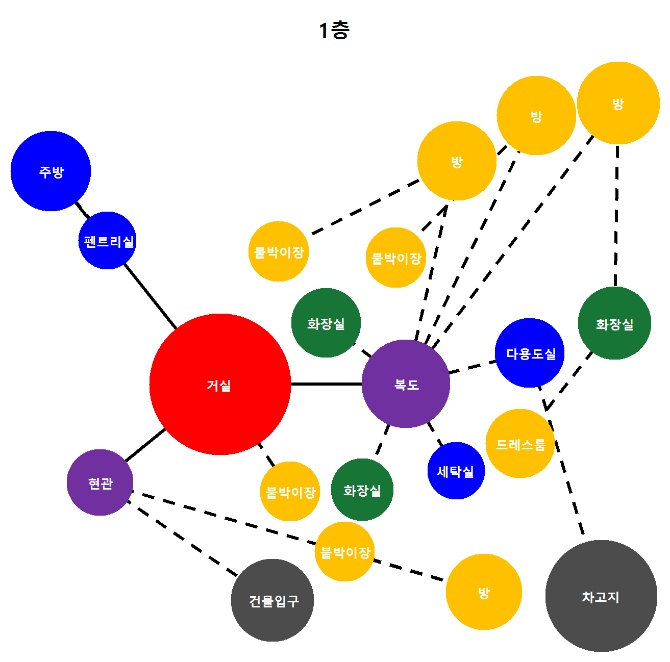 1층
방
방
방
주방
펜트리실
붙박이장
붙박이장
화장실
화장실
다용도실
거실
복도
드레스룸
세탁실
현관
붙박이장
화장실
붙박이장
방
건물입구
차고지